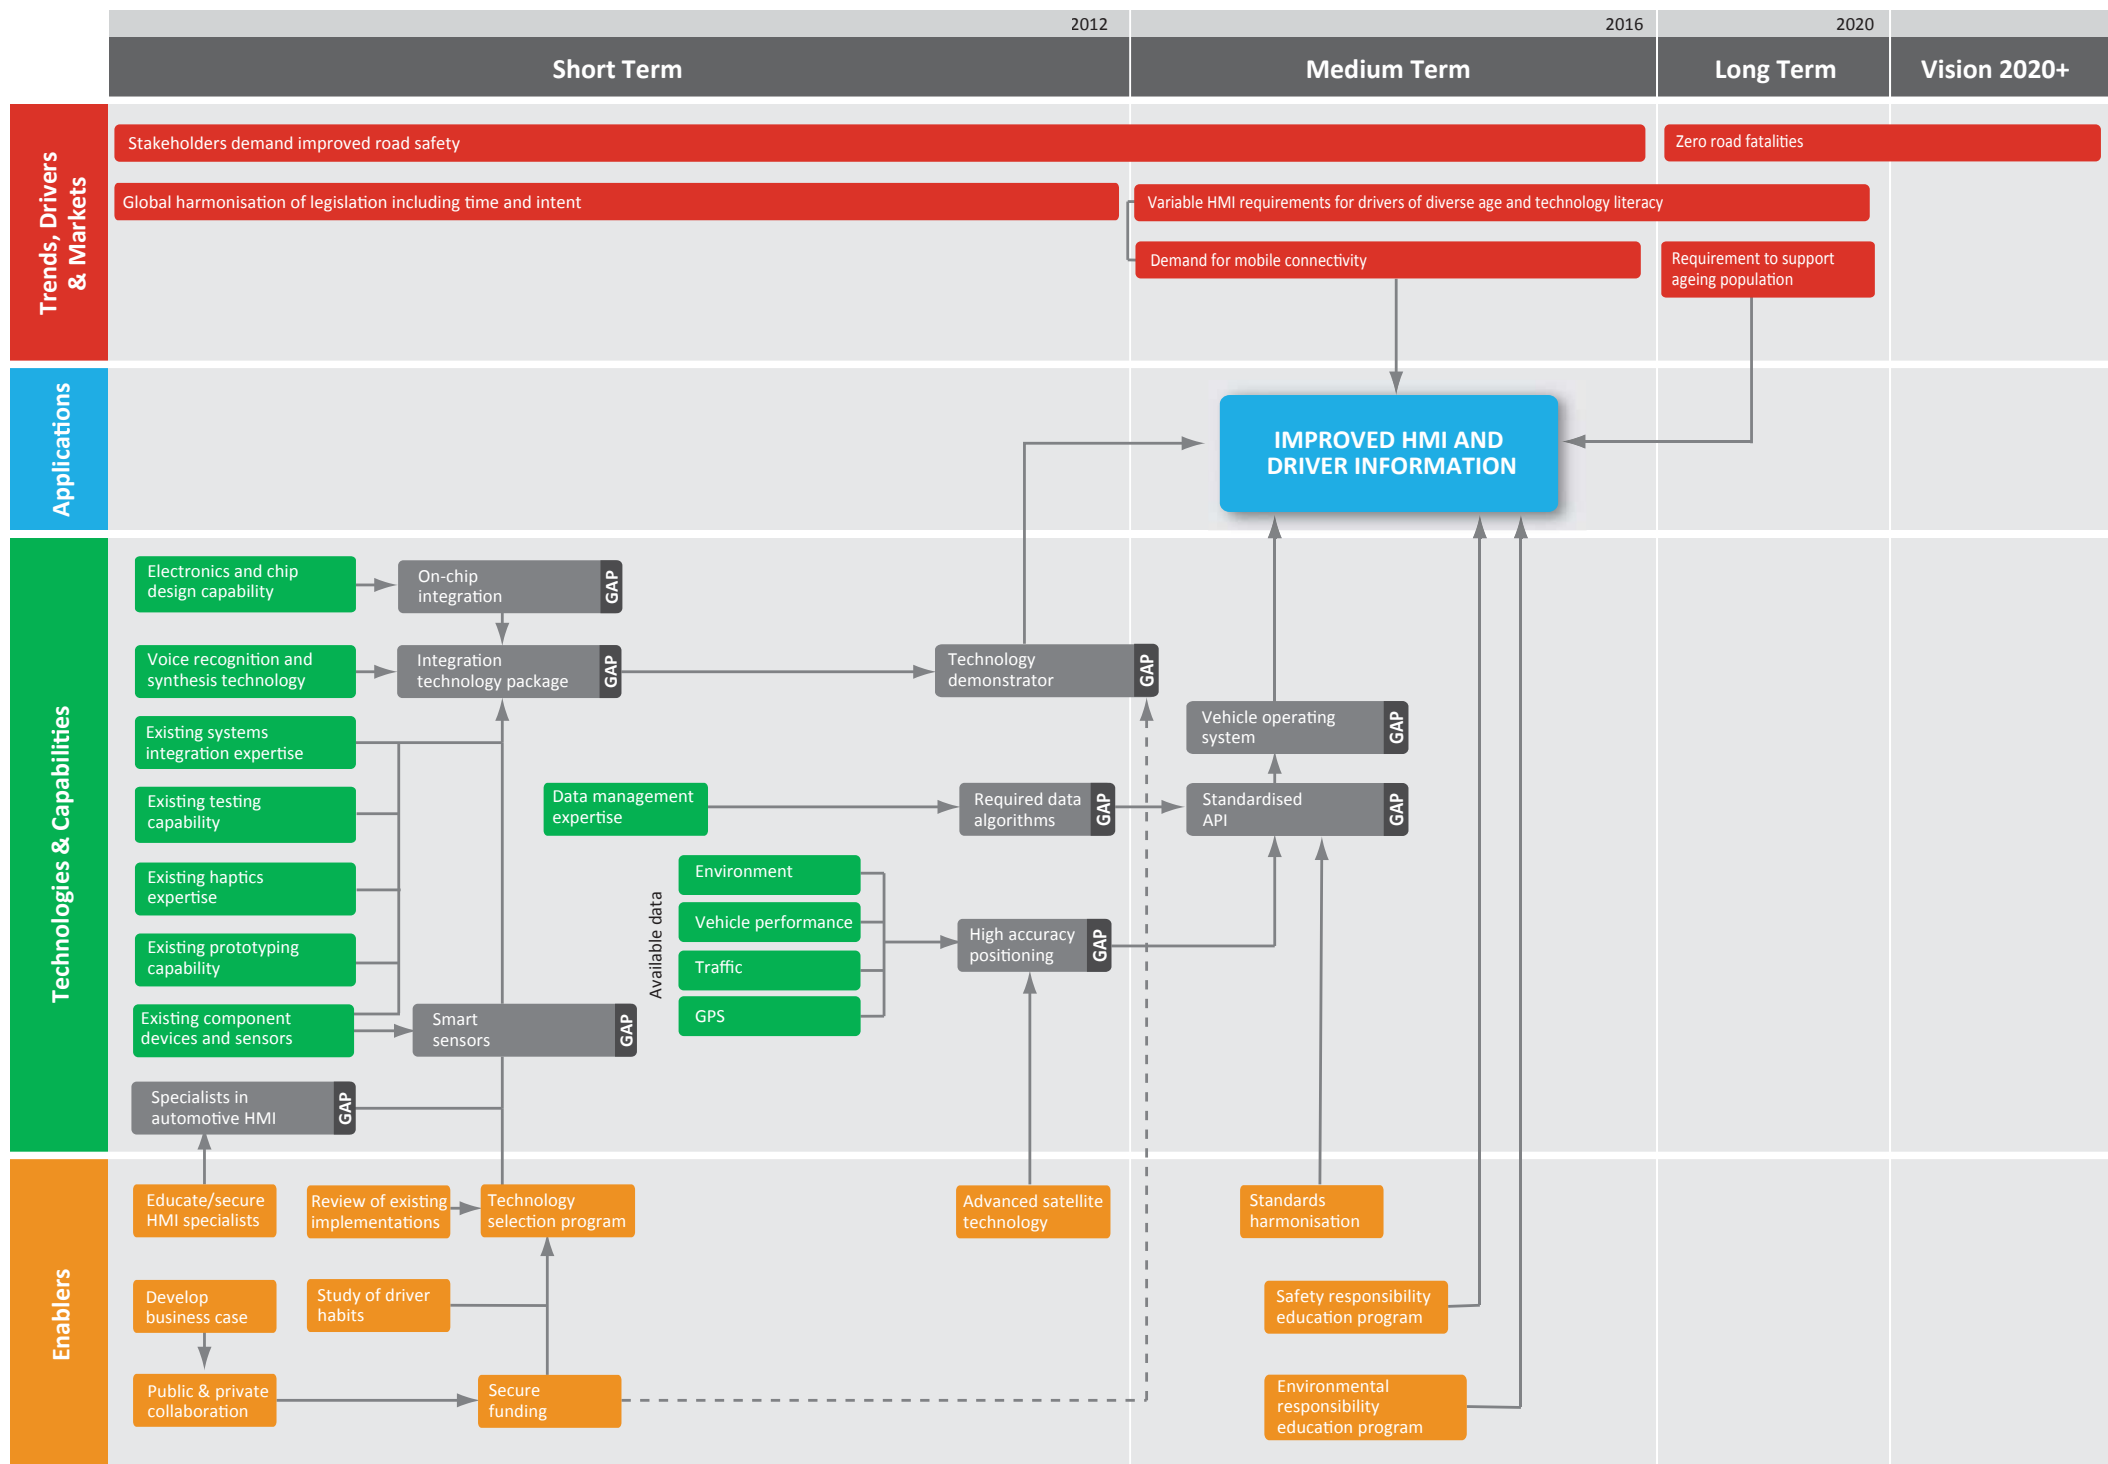 2012
2016
2020
Short Term
Medium Term
Long Term
Vision 2020+
Trends, Drivers
& Markets
Stakeholders demand improved road safety
Zero road fatalities
Global harmonisation of legislation including time and intent
Variable HMI requirements for drivers of diverse age and technology literacy
Demand for mobile connectivity
Requirement to support
ageing population
Applications
IMPROVED HMI AND
DRIVER INFORMATION
Technologies & Capabilities
Electronics and chip
design capability
On-chip
integration
GAP
Voice recognition and
synthesis technology
Integration
technology package
GAP
Technology
demonstrator
GAP
Existing systems
integration expertise
Vehicle operating
system
GAP
Existing testing
capability
Data management
expertise
Required data
algorithms
GAP
Standardised
API
GAP
Existing haptics
expertise
Available data
Environment
Vehicle performance
Traffic
GPS
High accuracy
positioning
GAP
Existing prototyping
capability
Existing component
devices and sensors
Smart
sensors
GAP
Specialists in
automotive HMI
GAP
Enablers
Educate/secure
HMI specialists
Review of existing
implementations
Technology
selection program
Advanced satellite
technology
Standards
harmonisation
Develop
business case
Study of driver
habits
Safety responsibility
education program
Public & private
collaboration
Secure
funding
Environmental
responsibility
education program